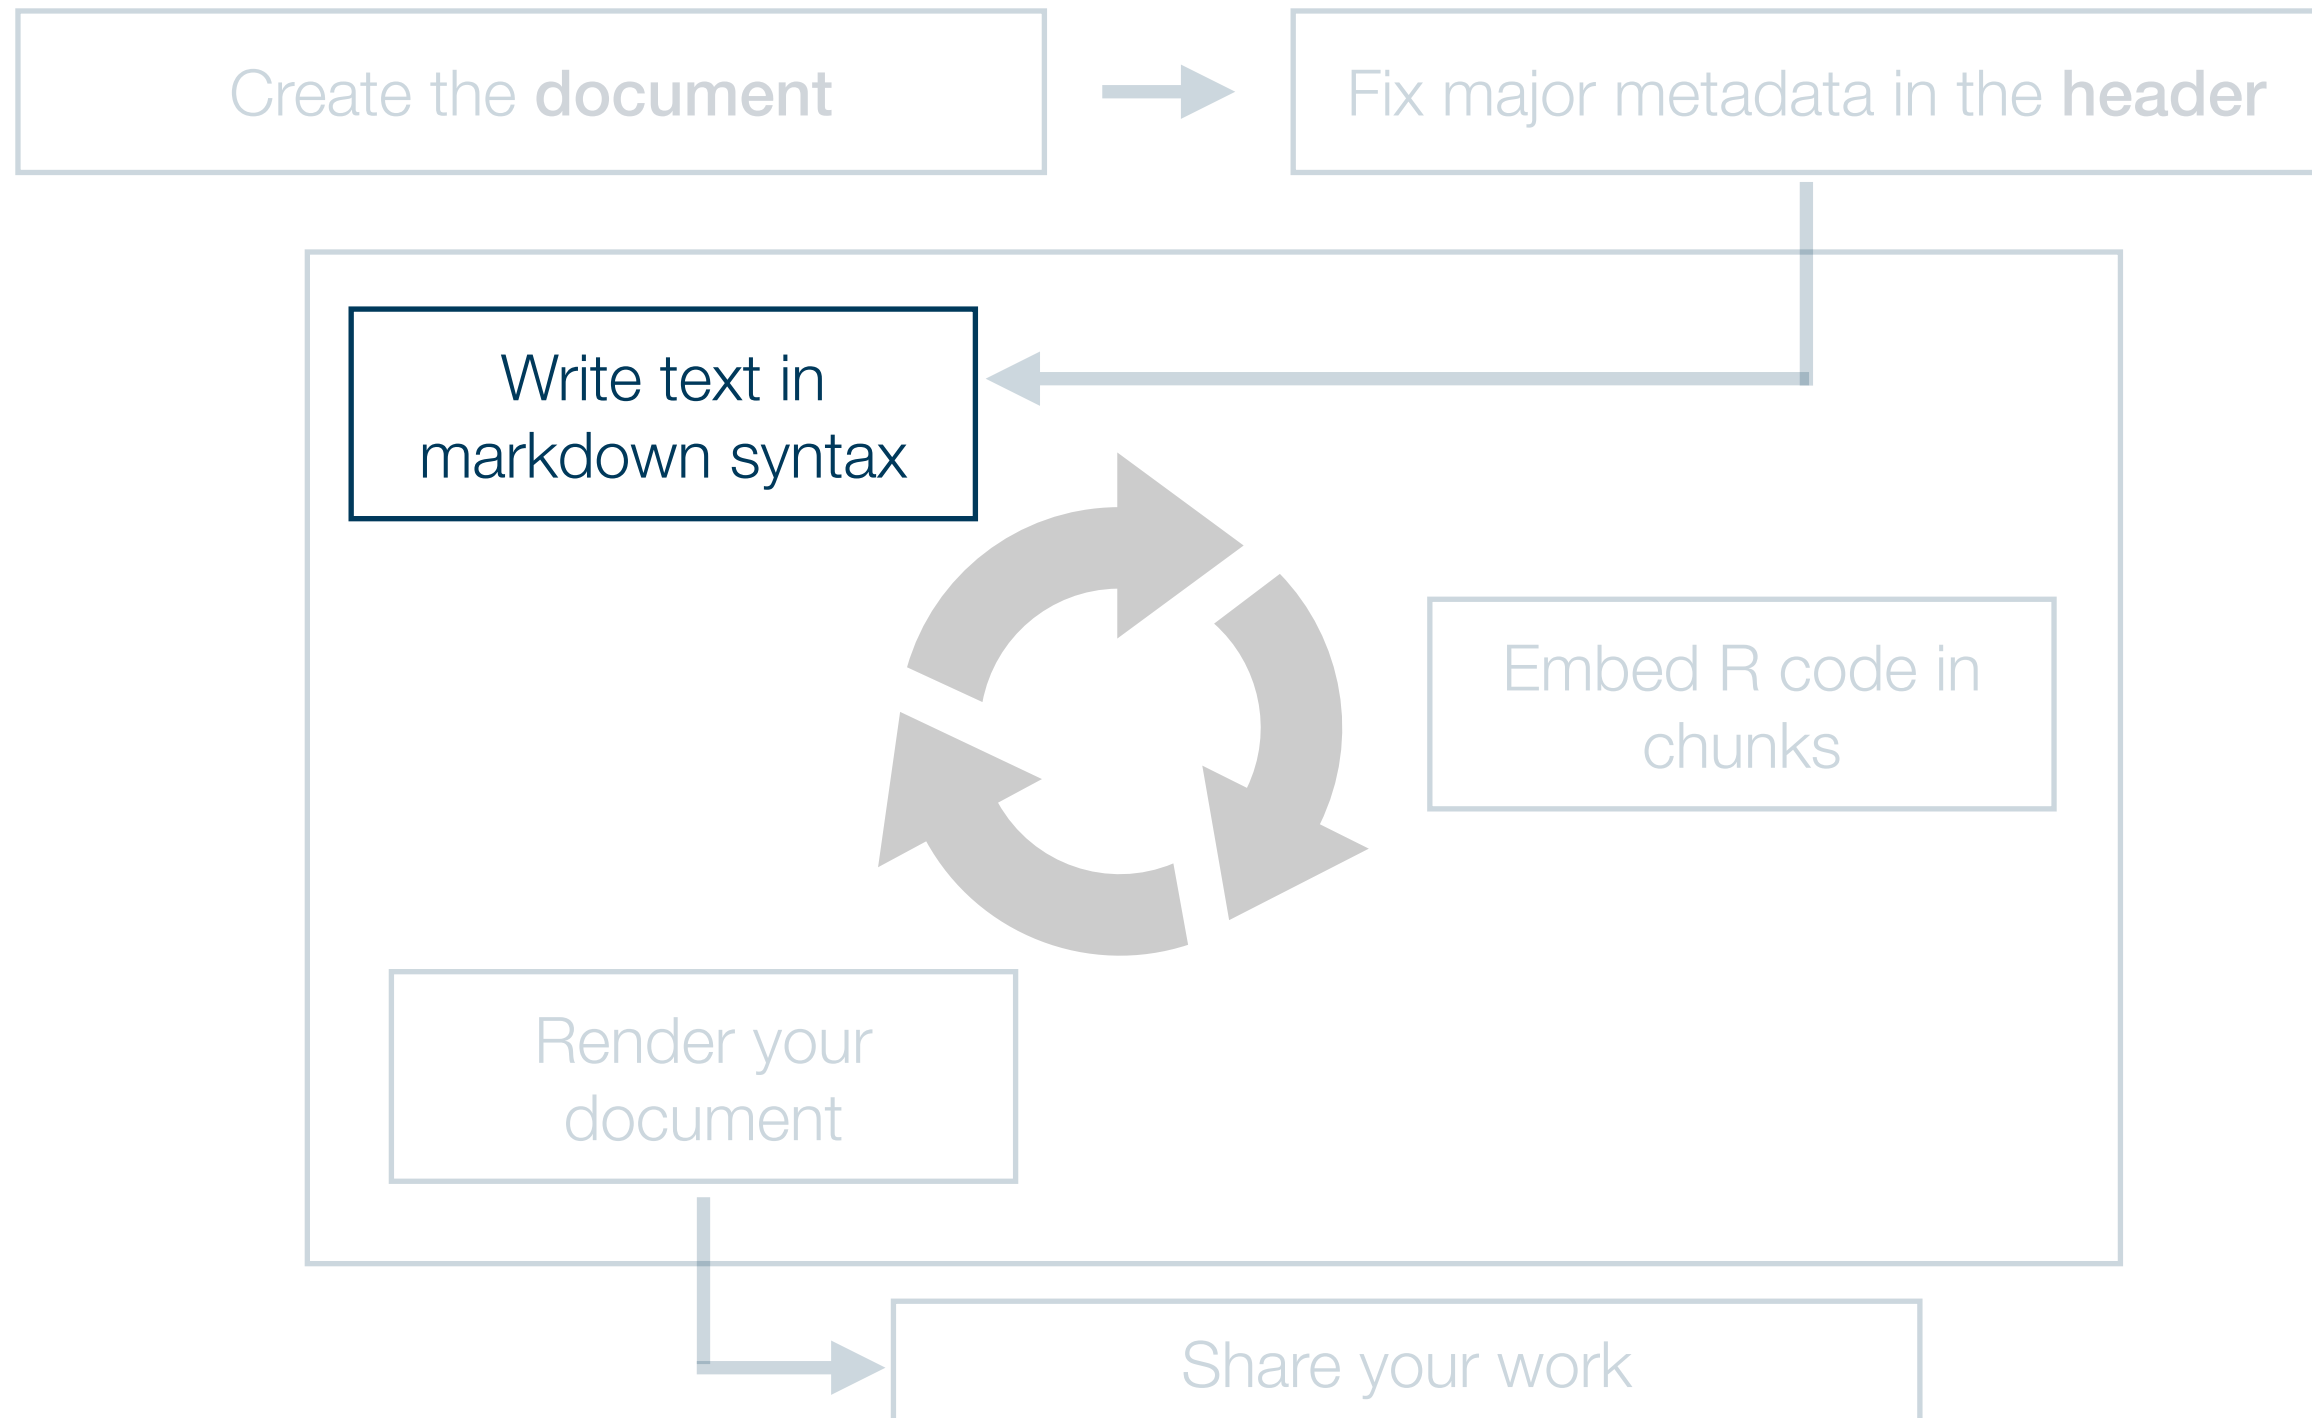 Create the document
Fix major metadata in the header
Write text in
markdown syntax
Embed R code in
chunks
Render your
document
Share your work